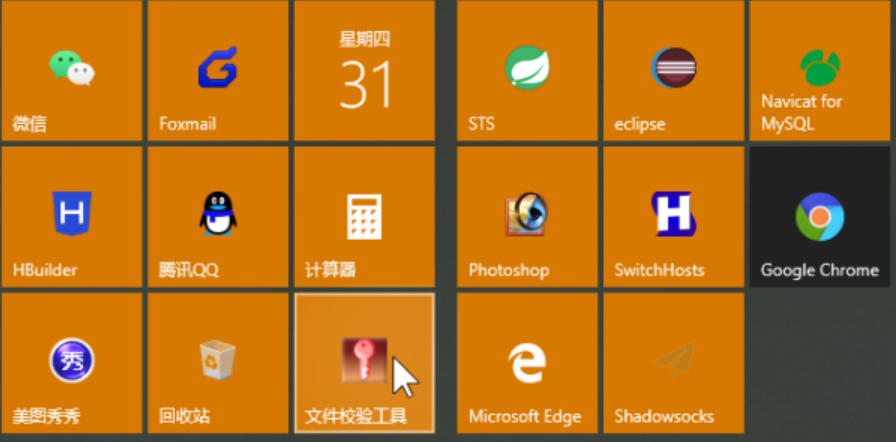 微信
Foxmail
星期四
31
STS
eclipse
Navicat for
MySQL
HBuilder
腾讯QQ
计算器
Photoshop
SwitchHosts
Google Chrome
秀
美图秀秀
回收站
文件校验工具
Microsoft Edge
Shadowsocks